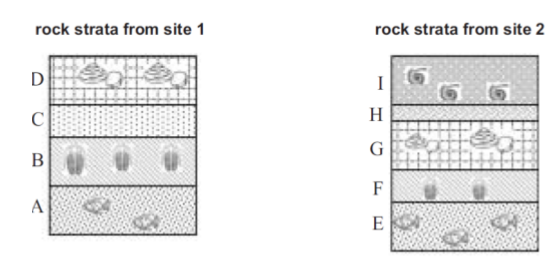 rock strata from site 1
rock strata from site 2
D
C
B
A
I
H
G
F
E